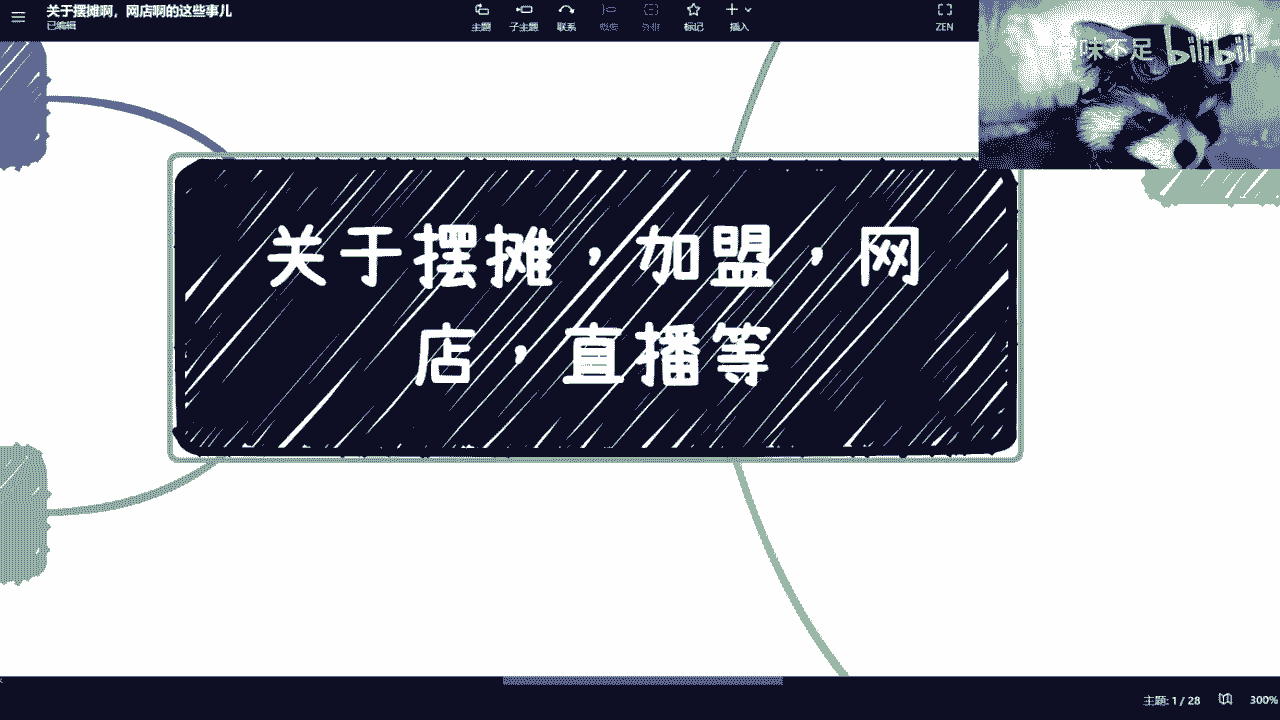 关于摆摊啊，网店啊的这些事儿
已编辑
主题
子主题
联系
概要
外框
标记
插入
ZEN
味不足 bilibili
关于摆摊，加盟，网
店，直播等
主题: 1 / 28
300%